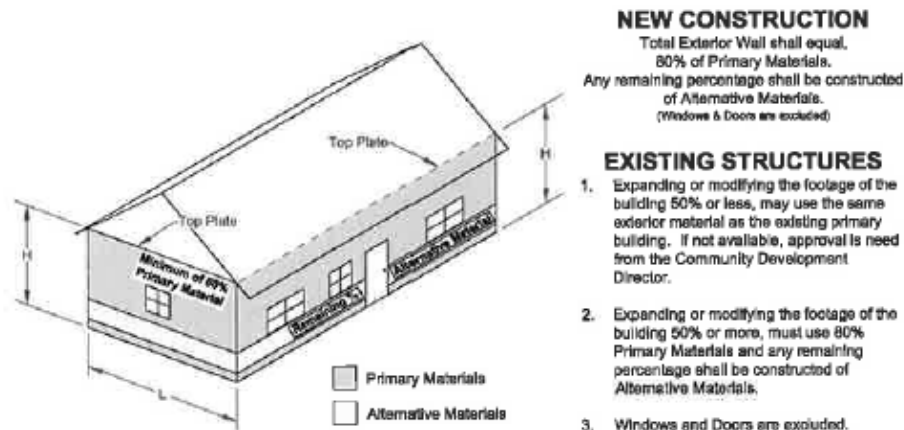 NEW CONSTRUCTION
Total Exterior Wall shall equal,
80% of Primary Materials.
Any remaining percentage shall be constructed
of Alternative Materials.
(Windows & Doors are excluded)
EXISTING STRUCTURES
1. Expanding or modifying the footage of the
building 50% or less, may use the same
exterior material as the existing primary
building. If not available, approval is need
from the Community Development
Director.
2. Expanding or modifying the footage of the
building 50% or more, must use 80%
Primary Materials and any remaining
percentage shall be constructed of
Alternative Materials.
3. Windows and Doors are excluded.
Top Plate
H
Top Plate
H
Minimum of
Primary Material
Remaining %
Alternative Material
L
Primary Materials
Alternative Materials